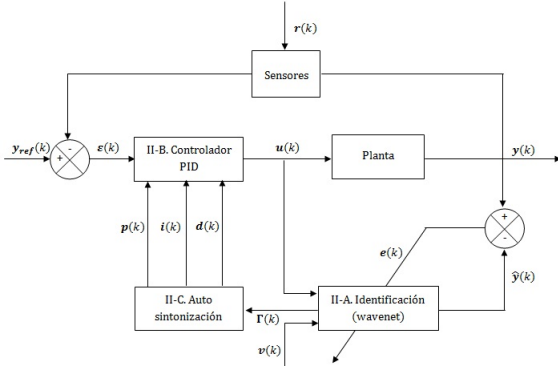 r(k)
Sensores
y_ref(k)
+
-
ε(k)
II-B. Controlador
PID
u(k)
Planta
y(k)
+
-
p(k)
i(k)
d(k)
e(k)
ŷ(k)
II-C. Auto
sintonización
Γ(k)
II-A. Identificación
(wavenet)
v(k)